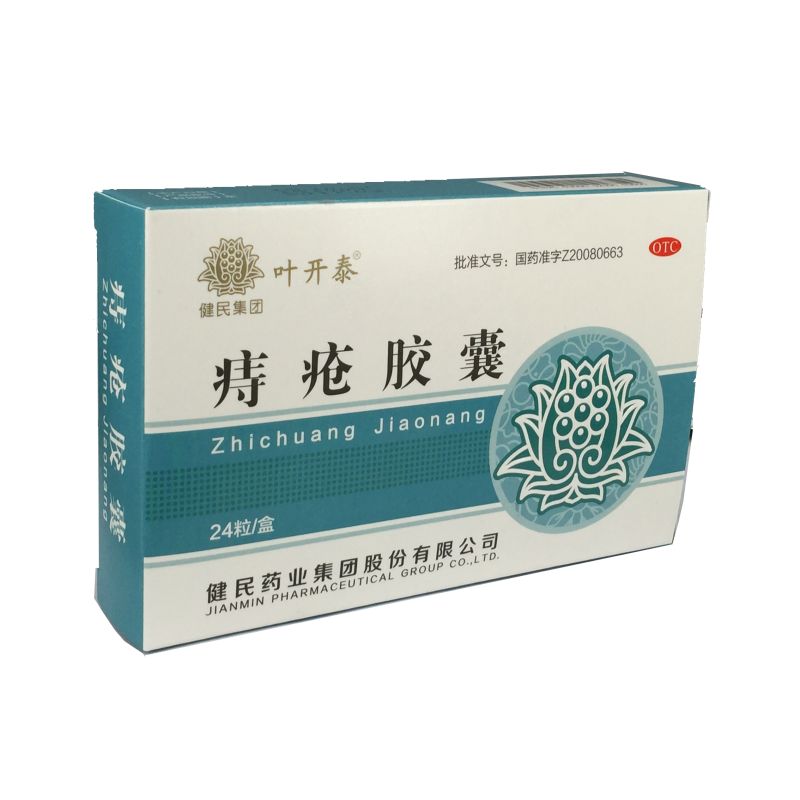 叶开泰®
健民集团
批准文号：国药准字Z20080663
OTC
痔疮胶囊
Zhichuang Jiaonang
24粒/盒
健民药业集团股份有限公司
JIANMIN PHARMACEUTICAL GROUP CO.,LTD.
痔疮胶囊
Zhichuang Jiaonang